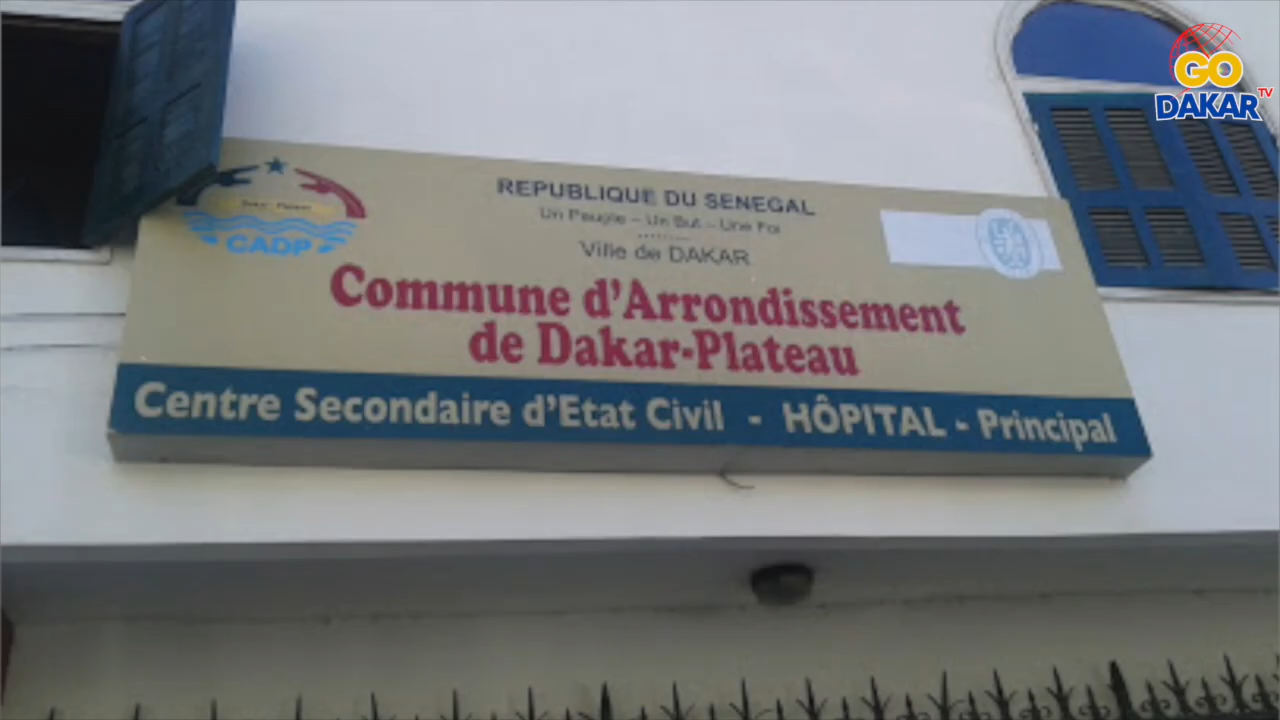 GO
DAKAR TV
REPUBLIQUE DU SENEGAL
Un Peuple – Un But – Une Foi
Ville de DAKAR
CADP
Commune d'Arrondissement
de Dakar-Plateau
Centre Secondaire d'Etat Civil - HÔPITAL - Principal